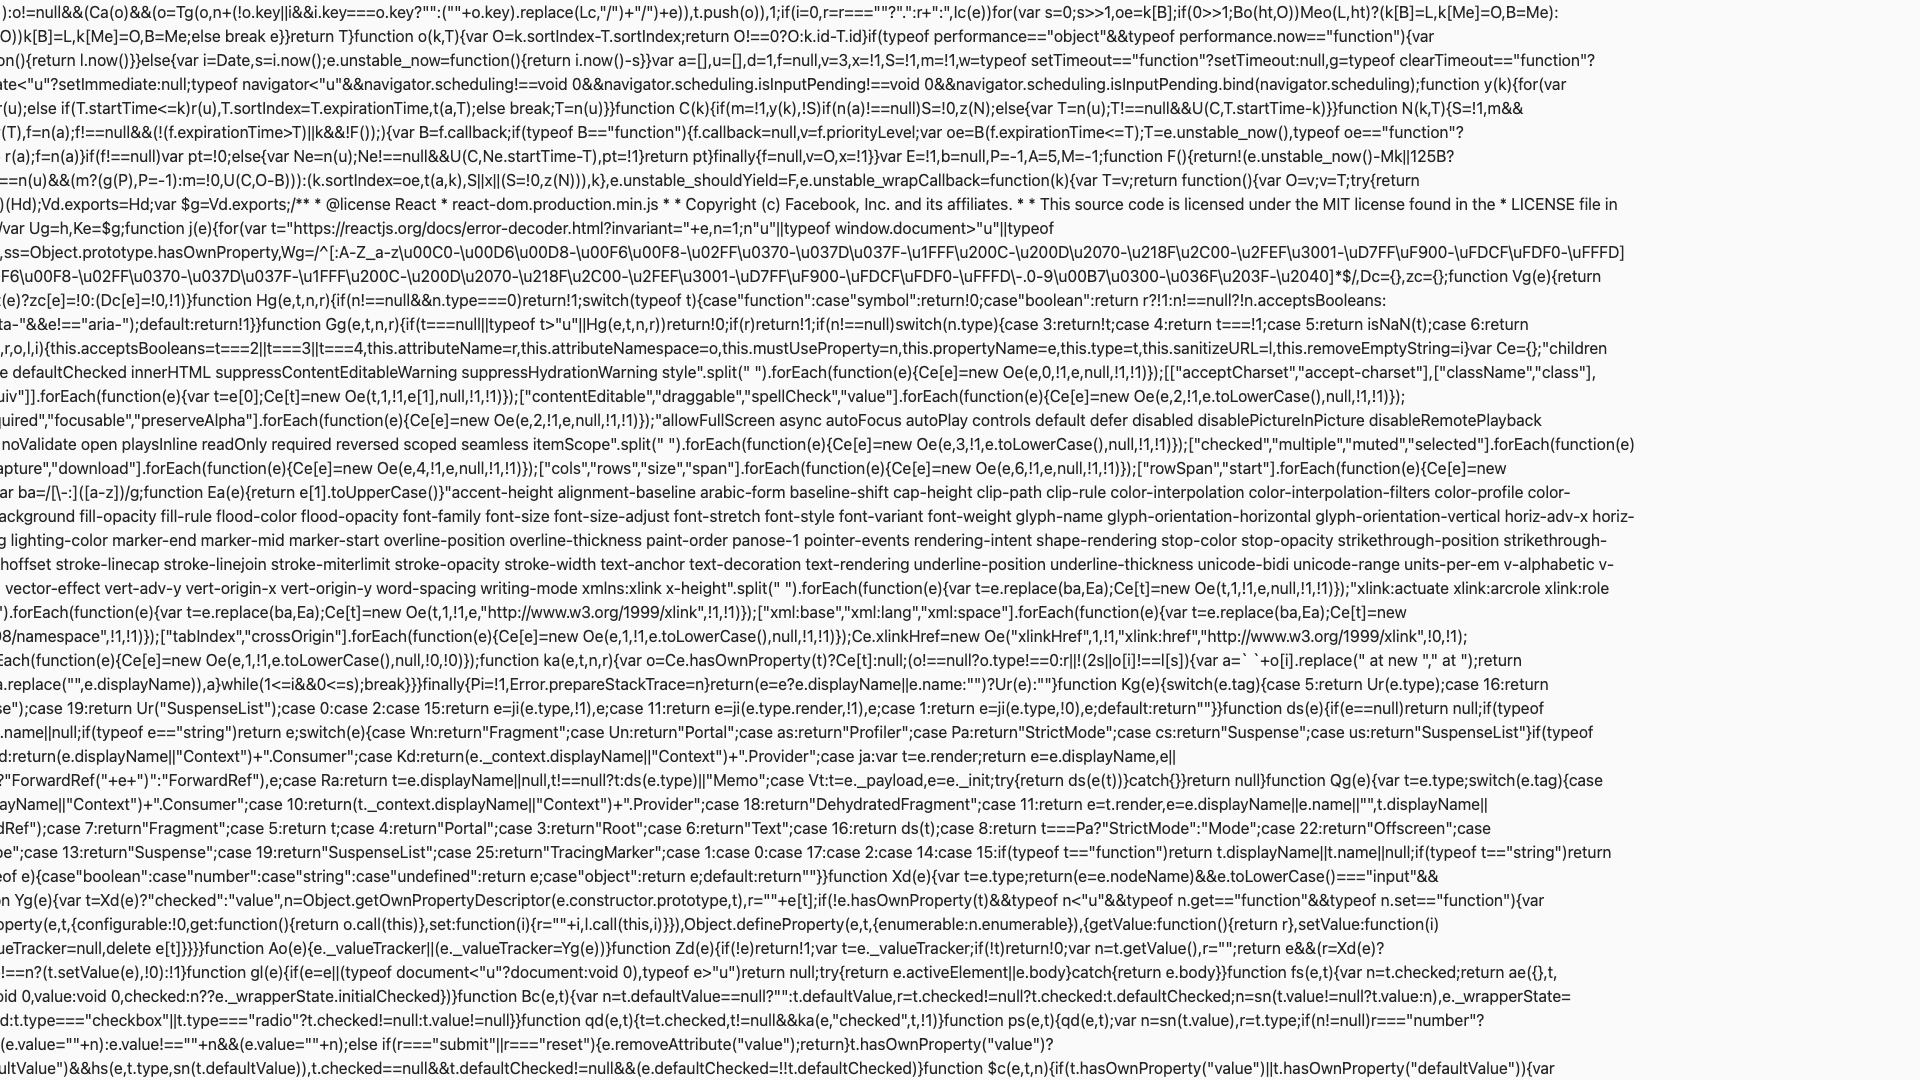 ):o!=null&&(Ca(o)&&(o=Tg(o,n+(!o.key||i&&i.key===o.key?"":(""+o.key).replace(Lc,"/")+"/")+e)),t.push(o)),1;if(i=0,r=r===""?".":r+":",Ic(e))for(var s=0;s>>1,oe=k[B];if(0>>1;Bo(ht,O))Meo(L,ht)?(k[B]=L,k[Me]=O,B=Me):
O))k[B]=L,k[Me]=O,B=Me;else break e}}return T}function o(k,T){var O=k.sortIndex-T.sortIndex;return O!==0?O:k.id-T.id}if(typeof performance=="object"&&typeof performance.now=="function"){var
on(){return l.now()}}else{var i=Date,s=i.now();e.unstable_now=function(){return i.now()-s}}var a=[],u=[],d=1,f=null,v=3,x=!1,S=!1,m=!1,w=typeof setTimeout=="function"?setTimeout:null,g=typeof clearTimeout=="function"?
ate<"u"?setImmediate:null;typeof navigator<"u"&&navigator.scheduling!==void 0&&navigator.scheduling.isInputPending!==void 0&&navigator.scheduling.isInputPending.bind(navigator.scheduling);function y(k){for(var
r(u);else if(T.startTime<=k)r(u),T.sortIndex=T.expirationTime,t(a,T);else break;T=n(u)}}function C(k){if(m=!1,y(k),!S)if(n(a)!==null)S=!0,z(N);else{var T=n(u);T!==null&&U(C,T.startTime-k)}}function N(k,T){S=!1,m&&
(T),f=n(a);f!==null&&(!(f.expirationTime>T)||k&&!F());){var B=f.callback;if(typeof B=="function"){f.callback=null,v=f.priorityLevel;var oe=B(f.expirationTime<=T);T=e.unstable_now(),typeof oe=="function"?
r(a);f=n(a)}if(f!==null)var pt=!0;else{var Ne=n(u);Ne!==null&&U(C,Ne.startTime-T),pt=!1}return pt}finally{f=null,v=O,x=!1}}var E=!1,b=null,P=-1,A=5,M=-1;function F(){return!(e.unstable_now()-Mk||125B?
==n(u)&&(m?(g(P),P=-1):m=!0,U(C,O-B))):(k.sortIndex=oe,t(a,k),S||x||(S=!0,z(N))),k},e.unstable_shouldYield=F,e.unstable_wrapCallback=function(k){var T=v;return function(){var O=v;v=T;try{return
)(Hd);Vd.exports=Hd;var $g=Vd.exports;/** * @license React * react-dom.production.min.js * * Copyright (c) Facebook, Inc. and its affiliates. * * This source code is licensed under the MIT license found in the * LICENSE file in
/var Ug=h,Ke=$g;function j(e){for(var t="https://reactjs.org/docs/error-decoder.html?invariant="+e,n=1;n"u"||typeof window.document>"u"||typeof
,ss=Object.prototype.hasOwnProperty,Wg=/^[:A-Z_a-z\u00C0-\u00D6\u00D8-\u00F6\u00F8-\u02FF\u0370-\u037D\u037F-\u1FFF\u200C-\u200D\u2070-\u218F\u2C00-\u2FEF\u3001-\uD7FF\uF900-\uFDCF\uFDF0-\uFFFD]
F6\u00F8-\u02FF\u0370-\u037D\u037F-\u1FFF\u200C-\u200D\u2070-\u218F\u2C00-\u2FEF\u3001-\uD7FF\uF900-\uFDCF\uFDF0-\uFFFD\-.0-9\u00B7\u0300-\u036F\u203F-\u2040]*$/,Dc={},zc={};function Vg(e){return
t(e)?zc[e]=!0:(Dc[e]=!0,!1)}function Hg(e,t,n,r){if(n!==null&&n.type===0)return!1;switch(typeof t){case"function":case"symbol":return!0;case"boolean":return r?!1:n!==null?!n.acceptsBooleans:
ta-"&&e!=="aria-");default:return!1}}function Gg(e,t,n,r){if(t===null||typeof t>"u"||Hg(e,t,n,r))return!0;if(r)return!1;if(n!==null)switch(n.type){case 3:return!t;case 4:return t===!1;case 5:return isNaN(t);case 6:return
,r,o,l,i){this.acceptsBooleans=t===2||t===3||t===4,this.attributeName=r,this.attributeNamespace=o,this.mustUseProperty=n,this.propertyName=e,this.type=t,this.sanitizeURL=l,this.removeEmptyString=i}var Ce={};"children
e defaultChecked innerHTML suppressContentEditableWarning suppressHydrationWarning style".split(" ").forEach(function(e){Ce[e]=new Oe(e,0,!1,e,null,!1,!1)});[["acceptCharset","accept-charset"],["className","class"],
uiv"]].forEach(function(e){var t=e[0];Ce[t]=new Oe(t,1,!1,e[1],null,!1,!1)});["contentEditable","draggable","spellCheck","value"].forEach(function(e){Ce[e]=new Oe(e,2,!1,e.toLowerCase(),null,!1,!1)});
uired","focusable","preserveAlpha"].forEach(function(e){Ce[e]=new Oe(e,2,!1,e,null,!1,!1)});"allowFullScreen async autoFocus autoPlay controls default defer disabled disablePictureInPicture disableRemotePlayback
noValidate open playsInline readOnly required reversed scoped seamless itemScope".split(" ").forEach(function(e){Ce[e]=new Oe(e,3,!1,e.toLowerCase(),null,!1,!1)});["checked","multiple","muted","selected"].forEach(function(e)
apture","download"].forEach(function(e){Ce[e]=new Oe(e,4,!1,e,null,!1,!1)});["cols","rows","size","span"].forEach(function(e){Ce[e]=new Oe(e,6,!1,e,null,!1,!1)});["rowSpan","start"].forEach(function(e){Ce[e]=new
ar ba=/[\-:]([a-z])/g;function Ea(e){return e[1].toUpperCase()}"accent-height alignment-baseline arabic-form baseline-shift cap-height clip-path clip-rule color-interpolation color-interpolation-filters color-profile color-
ackground fill-opacity fill-rule flood-color flood-opacity font-family font-size font-size-adjust font-stretch font-style font-variant font-weight glyph-name glyph-orientation-horizontal glyph-orientation-vertical horiz-adv-x horiz-
g lighting-color marker-end marker-mid marker-start overline-position overline-thickness paint-order panose-1 pointer-events rendering-intent shape-rendering stop-color stop-opacity strikethrough-position strikethrough-
hoffset stroke-linecap stroke-linejoin stroke-miterlimit stroke-opacity stroke-width text-anchor text-decoration text-rendering underline-position underline-thickness unicode-bidi unicode-range units-per-em v-alphabetic v-
vector-effect vert-adv-y vert-origin-x vert-origin-y word-spacing writing-mode xmlns:xlink x-height".split(" ").forEach(function(e){var t=e.replace(ba,Ea);Ce[t]=new Oe(t,1,!1,e,null,!1,!1)});"xlink:actuate xlink:arcrole xlink:role
").forEach(function(e){var t=e.replace(ba,Ea);Ce[t]=new Oe(t,1,!1,e,"http://www.w3.org/1999/xlink",!1,!1)});["xml:base","xml:lang","xml:space"].forEach(function(e){var t=e.replace(ba,Ea);Ce[t]=new
98/namespace",!1,!1)});["tabIndex","crossOrigin"].forEach(function(e){Ce[e]=new Oe(e,1,!1,e.toLowerCase(),null,!1,!1)});Ce.xlinkHref=new Oe("xlinkHref",1,!1,"xlink:href","http://www.w3.org/1999/xlink",!0,!1);
Each(function(e){Ce[e]=new Oe(e,1,!1,e.toLowerCase(),null,!0,!0)});function ka(e,t,n,r){var o=Ce.hasOwnProperty(t)?Ce[t]:null;(o!==null?o.type!==0:r||!(2s||o[i]!==l[s]){var a=` `+o[i].replace(" at new "," at ");return
a.replace("",e.displayName)),a}while(1<=i&&0<=s);break}}}finally{Pi=!1,Error.prepareStackTrace=n}return(e=e?e.displayName||e.name:"")?Ur(e):""}function Kg(e){switch(e.tag){case 5:return Ur(e.type);case 16:return
se");case 19:return Ur("SuspenseList");case 0:case 2:case 15:return e=ji(e.type,!1),e;case 11:return e=ji(e.type.render,!1),e;case 1:return e=ji(e.type,!0),e;default:return""}}function ds(e){if(e==null)return null;if(typeof
.name||null;if(typeof e=="string")return e;switch(e){case Wn:return"Fragment";case Un:return"Portal";case as:return"Profiler";case Pa:return"StrictMode";case cs:return"Suspense";case us:return"SuspenseList"}if(typeof
d:return(e.displayName||"Context")+".Consumer";case Kd:return(e._context.displayName||"Context")+".Provider";case ja:var t=e.render;return e=e.displayName,e||
?"ForwardRef("+e+")":"ForwardRef"),e;case Ra:return t=e.displayName||null,t!==null?t:ds(e.type)||"Memo";case Vt:t=e._payload,e=e._init;try{return ds(e(t))}catch{}}return null}function Qg(e){var t=e.type;switch(e.tag){case
ayName||"Context")+".Consumer";case 10:return(t._context.displayName||"Context")+".Provider";case 18:return"DehydratedFragment";case 11:return e=t.render,e=e.displayName||e.name||"",t.displayName||
dRef");case 7:return"Fragment";case 5:return t;case 4:return"Portal";case 3:return"Root";case 6:return"Text";case 16:return ds(t);case 8:return t===Pa?"StrictMode":"Mode";case 22:return"Offscreen";case
pe";case 13:return"Suspense";case 19:return"SuspenseList";case 25:return"TracingMarker";case 1:case 0:case 17:case 2:case 14:case 15:if(typeof t=="function")return t.displayName||t.name||null;if(typeof t=="string")return
eof e){case"boolean":case"number":case"string":case"undefined":return e;case"object":return e;default:return""}}function Xd(e){var t=e.type;return(e=e.nodeName)&&e.toLowerCase()==="input"&&
on Yg(e){var t=Xd(e)?"checked":"value",n=Object.getOwnPropertyDescriptor(e.constructor.prototype,t),r=""+e[t];if(!e.hasOwnProperty(t)&&typeof n<"u"&&typeof n.get=="function"&&typeof n.set=="function"){var
operty(e,t,{configurable:!0,get:function(){return o.call(this)},set:function(i){r=""+i,l.call(this,i)}}),Object.defineProperty(e,t,{enumerable:n.enumerable}),{getValue:function(){return r},setValue:function(i)
ueTracker=null,delete e[t]}}}}function Ao(e){e._valueTracker||(e._valueTracker=Yg(e))}function Zd(e){if(!e)return!1;var t=e._valueTracker;if(!t)return!0;var n=t.getValue(),r="";return e&&(r=Xd(e)?
!==n?(t.setValue(e),!0):!1}function gl(e){if(e=e||(typeof document<"u"?document:void 0),typeof e>"u")return null;try{return e.activeElement||e.body}catch{return e.body}}function fs(e,t){var n=t.checked;return ae({},t,
oid 0,value:void 0,checked:n??e._wrapperState.initialChecked})}function Bc(e,t){var n=t.defaultValue==null?"":t.defaultValue,r=t.checked!=null?t.checked:t.defaultChecked;n=sn(t.value!=null?t.value:n),e._wrapperState=
d:t.type==="checkbox"||t.type==="radio"?t.checked!=null:t.value!=null}}function qd(e,t){t=t.checked,t!=null&&ka(e,"checked",t,!1)}function ps(e,t){qd(e,t);var n=sn(t.value),r=t.type;if(n!=null)r==="number"?
(e.value=""+n):e.value!==""+n&&(e.value=""+n);else if(r==="submit"||r==="reset"){e.removeAttribute("value");return}t.hasOwnProperty("value")?
ultValue")&&hs(e,t.type,sn(t.defaultValue)),t.checked==null&&t.defaultChecked!=null&&(e.defaultChecked=!!t.defaultChecked)}function $c(e,t,n){if(t.hasOwnProperty("value")||t.hasOwnProperty("defaultValue")){var